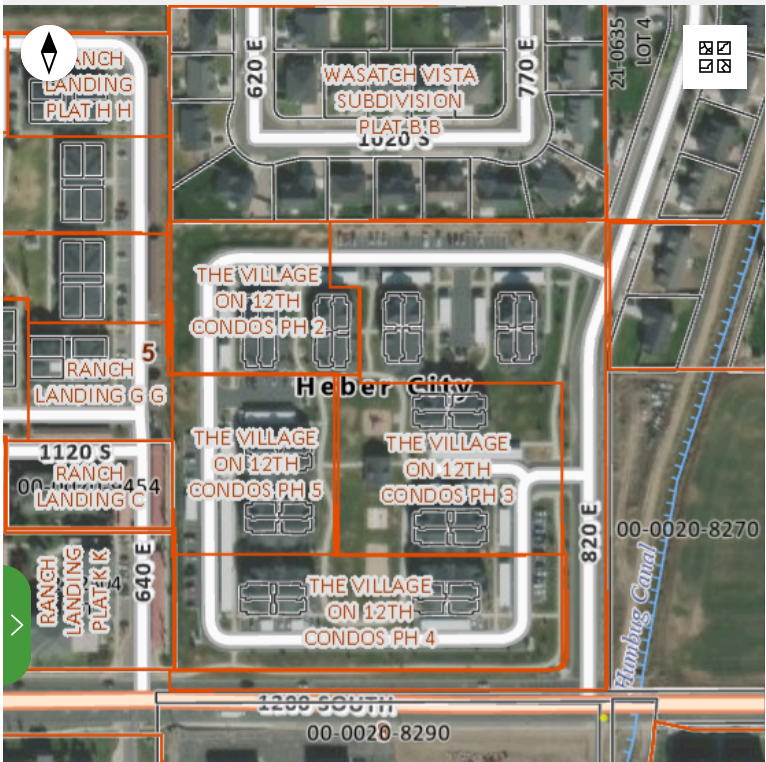 RANCH
LANDING
PLAT H H
620 E
WASATCH VISTA
SUBDIVISION
PLAT B B
770 E
1020 S
21-0635
LOT 4
THE VILLAGE
ON 12TH
CONDOS PH 2
5
RANCH
LANDING G G
Heber City
THE VILLAGE
ON 12TH
CONDOS PH 5
THE VILLAGE
ON 12TH
CONDOS PH 3
1120 S
RANCH
LANDING C
RANCH
LANDING
PLAT K K
640 E
820 E
00-0020-8270
Humbug Canal
THE VILLAGE
ON 12TH
CONDOS PH 4
1200 SOUTH
00-0020-8290